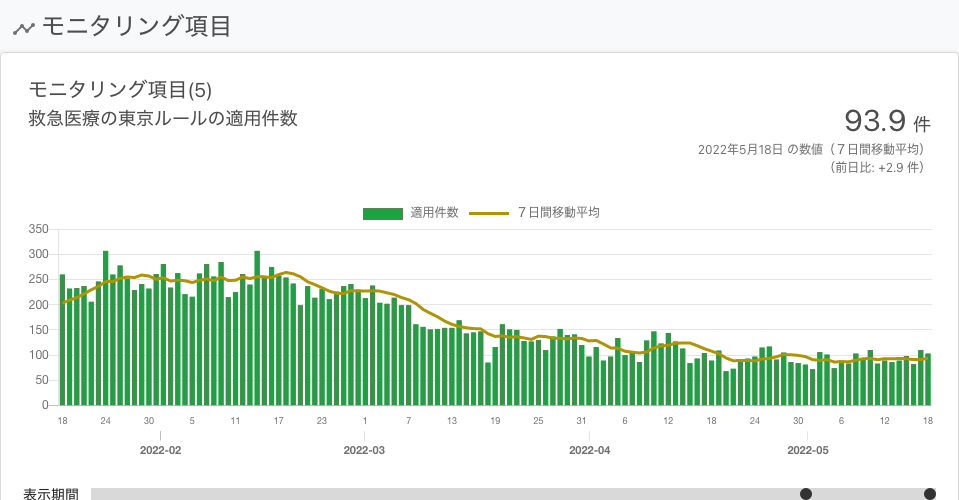 モニタリング項目
モニタリング項目(5)
救急医療の東京ルールの適用件数
93.9 件
2022年5月18日 の数値（７日間移動平均）
（前日比: +2.9 件）
適用件数 ７日間移動平均
350
300
250
200
150
100
50
0
18 24 30 5 11 17 23 1 7 13 19 25 31 6 12 18 24 30 6 12 18
2022-02 2022-03 2022-04 2022-05
表示期間